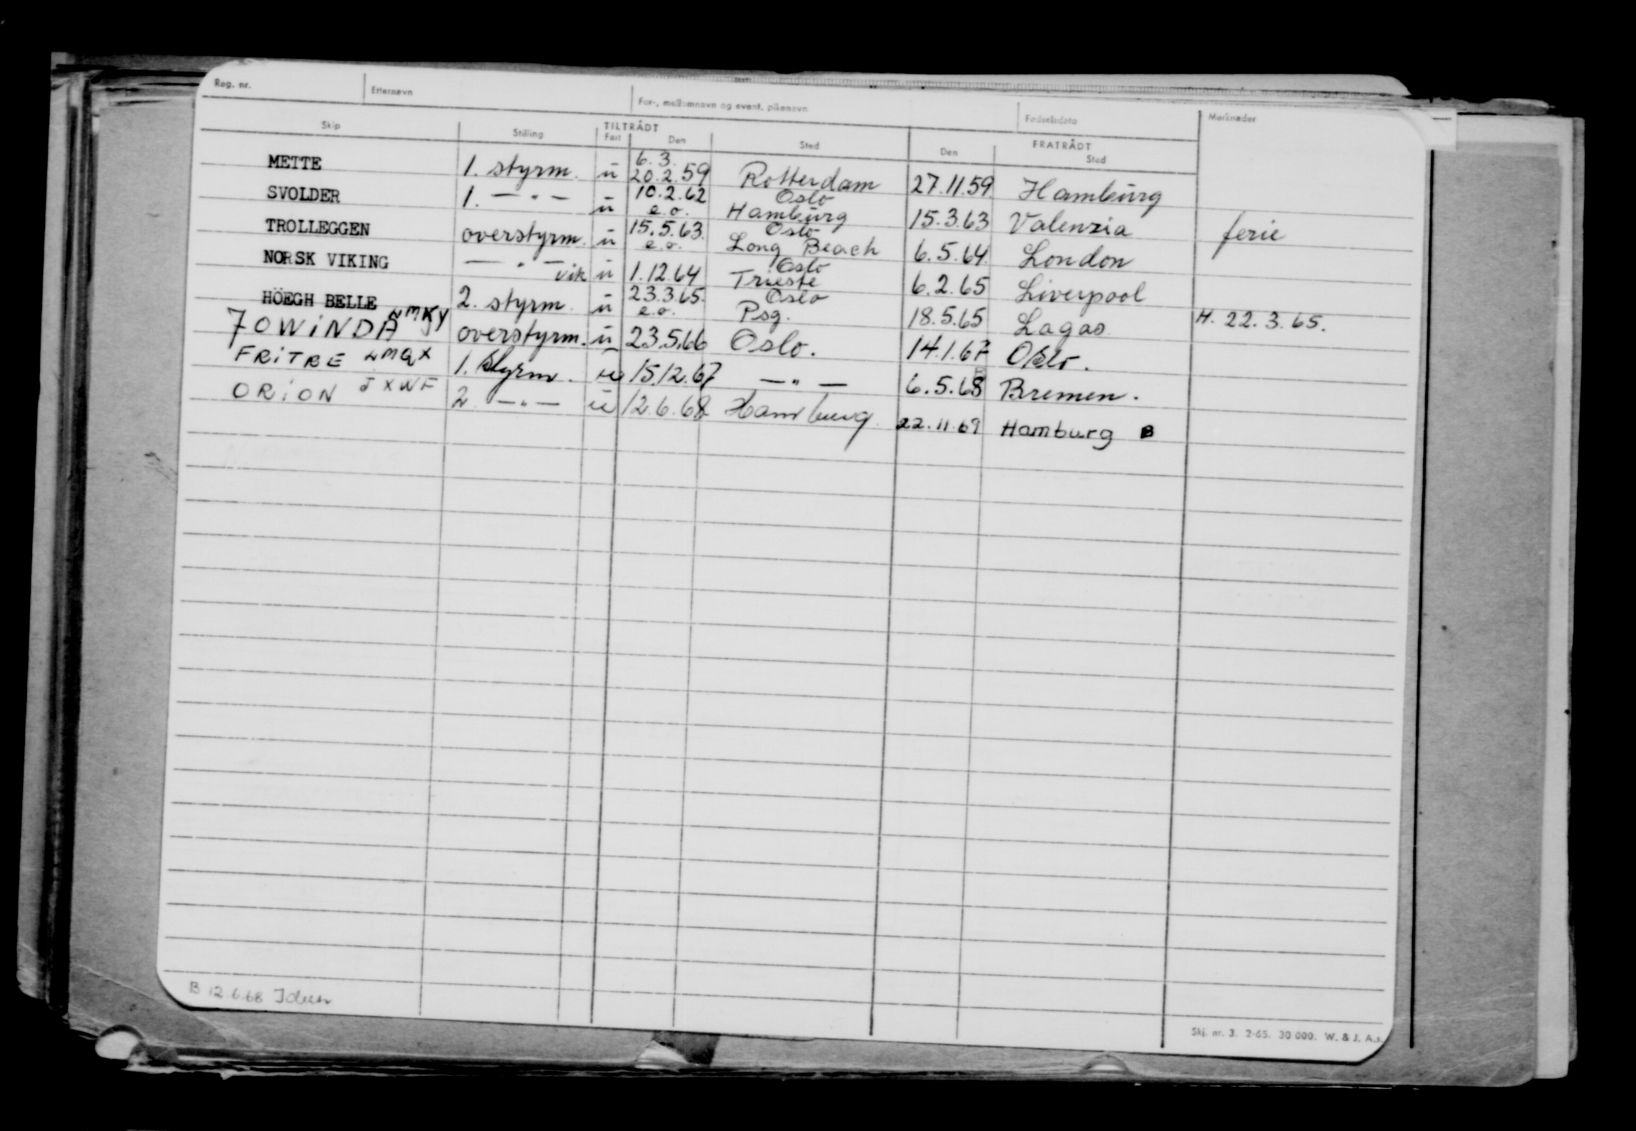 Reg. nr. Etternavn For-, mellomnavn og event. pikenavn Fødselsdato Merknader
Skip Stilling TILTRÅDT FRATRÅDT
Fart Den Sted Den Sted
6.3.
METTE 1. styrm. u 20.2.59 Rotterdam 27.11.59 Hamburg
10.2.62 Oslo
SVOLDER 1. —"— u e.o. Hamburg 15.3.63 Valenzia ferie
15.5.63. Oslo
TROLLEGGEN overstyrm. u e.o. Long Beach 6.5.64 London
Oslo
NORSK VIKING —"— vik u 1.12.64 Trieste 6.2.65 Liverpool
23.3.65. Oslo
HÖEGH BELLE 2. styrm. u e.o. Psg. 18.5.65 Lagos H. 22.3.65.
JOWINDA LMKY overstyrm. u 23.5.66 Oslo. 14.1.67 Oslo.
FRITRE LMQX 1. styrm. u 15.12.67 —"— 6.5.68 Bremen.
ORION JXWF 2 —"— u 12.6.68 Hamburg. 22.11.69 Hamburg B
B 12.6.68
Skj. nr. 3. 2-65. 30 000. W. & J. A.s.